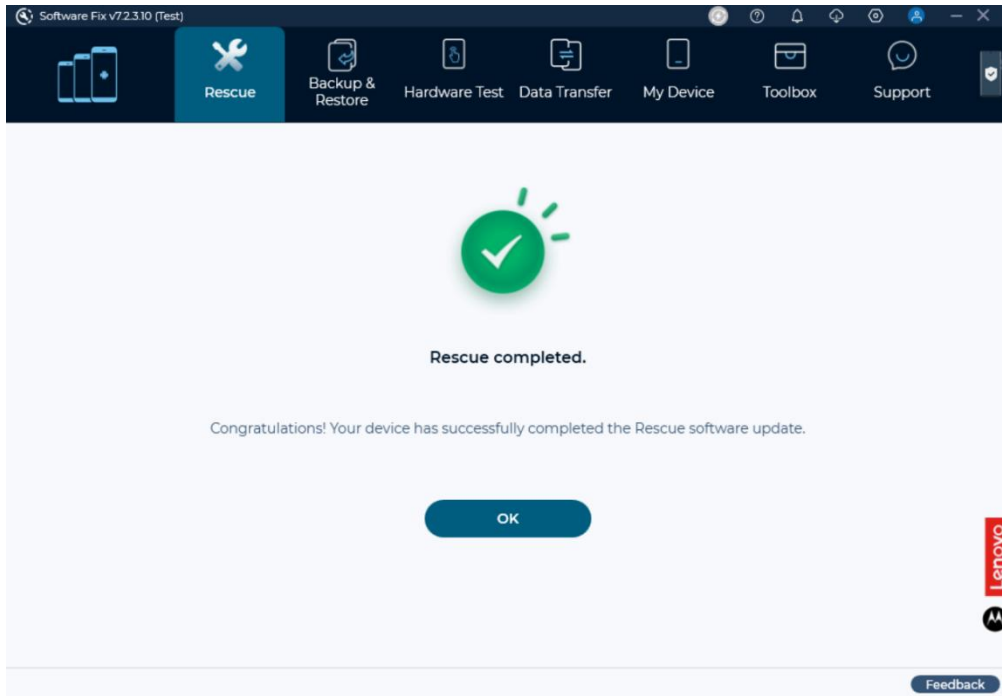 Software Fix v7.2.3.10 (Test)
Rescue
Backup &
Restore
Hardware Test
Data Transfer
My Device
Toolbox
Support
Rescue completed.
Congratulations! Your device has successfully completed the Rescue software update.
OK
Lenovo
Feedback